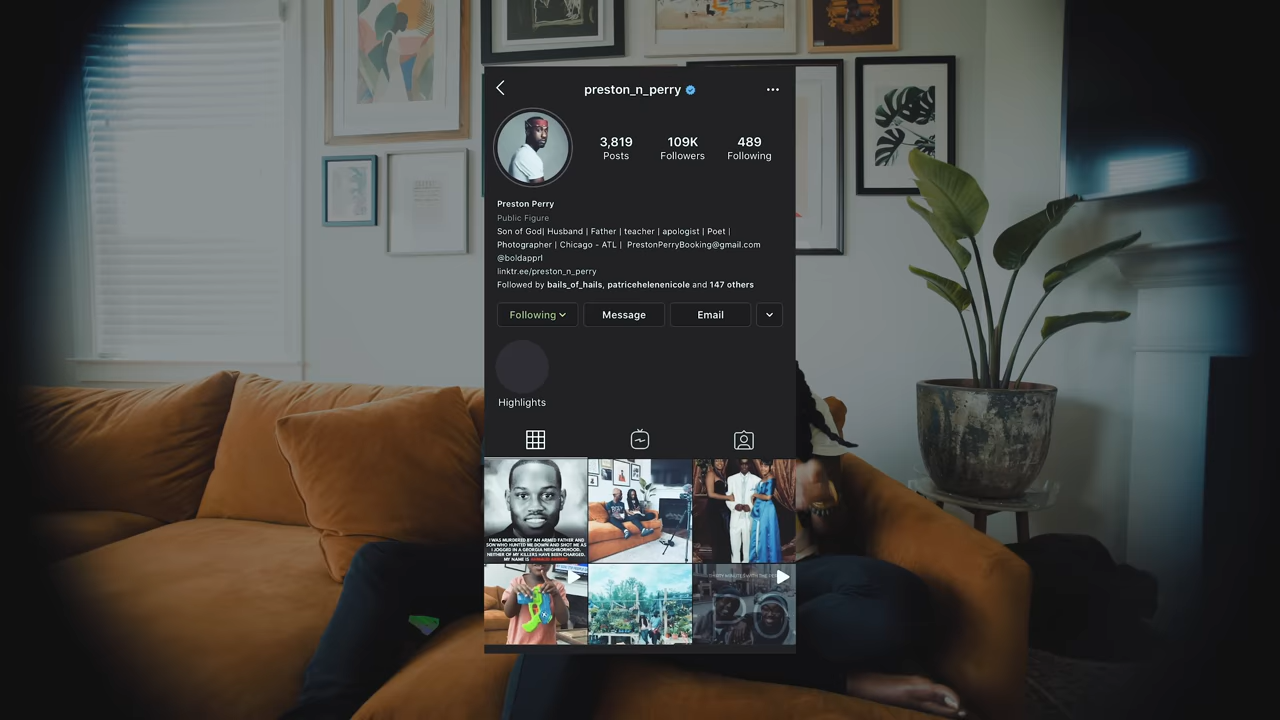 preston_n_perry
3,819
Posts
109K
Followers
489
Following
Preston Perry
Public Figure
Son of God| Husband | Father | teacher | apologist | Poet |
Photographer | Chicago - ATL | PrestonPerryBooking@gmail.com
@boldapprl
linktr.ee/preston_n_perry
Followed by bails_of_hails, patricehelenenicole and 147 others
Following
Message
Email
Highlights
I WAS MURDERED BY AN ARMED FATHER AND
SON WHO HUNTED ME DOWN AND SHOT ME AS
I JOGGED IN A GEORGIA NEIGHBORHOOD.
NEITHER OF MY KILLERS HAVE BEEN CHARGED.
MY NAME IS